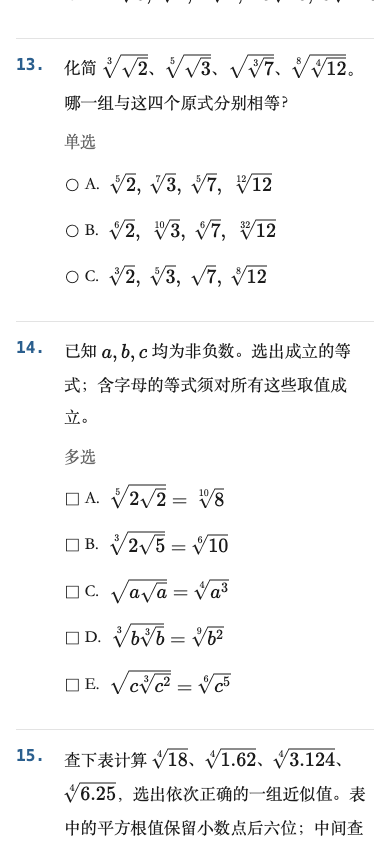 13. 化简 ∛√2、⁵√√3、√∛7、⁸√⁴√12。
哪一组与这四个原式分别相等?
单选
A. ⁵√2, ⁷√3, ⁵√7, ¹²√12
B. ⁶√2, ¹⁰√3, ⁶√7, ³²√12
C. ³√2, ⁵√3, √7, ⁸√12
14. 已知 a, b, c 均为非负数。选出成立的等
式；含字母的等式须对所有这些取值成
立。
多选
A. ⁵√(2√2) = ¹⁰√8
B. ³√(2√5) = ⁶√10
C. √(a√a) = ⁴√(a³)
D. ³√(b³√b) = ⁹√(b²)
E. √(c³√(c²)) = ⁶√(c⁵)
15. 查下表计算 ⁴√18、⁴√1.62、⁴√3.124、
⁴√6.25，选出依次正确的一组近似值。表
中的平方根值保留小数点后六位；中间查